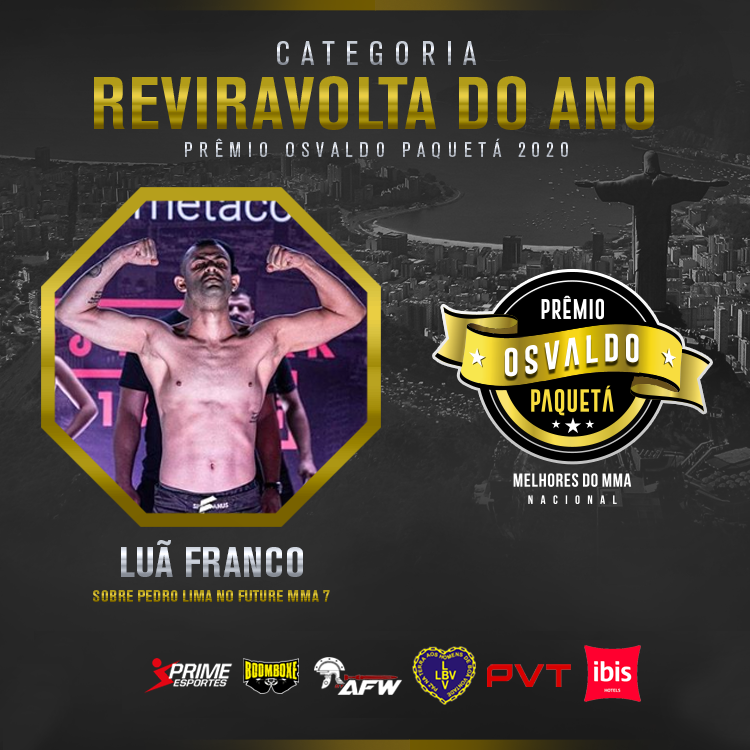 CATEGORIA
REVIRAVOLTA DO ANO
PRÊMIO OSVALDO PAQUETÁ 2020
metaco
PRÊMIO
OSVALDO
PAQUETÁ
MELHORES DO MMA
NACIONAL
LUÃ FRANCO
SOBRE PEDRO LIMA NO FUTURE MMA 7
PRIME
ESPORTES
BOOMBOXE
AFW
L
LBV
V
PVT
ibis
HOTELS